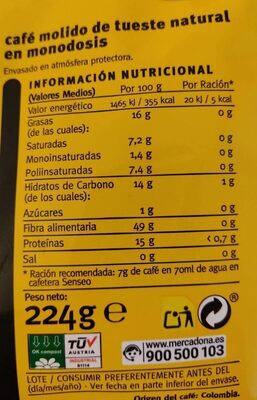 café molido de tueste natural
en monodosis
Envasado en atmósfera protectora.
INFORMACIÓN NUTRICIONAL
(Valores Medios) Por 100 g Por Ración*
Valor energético 1465 kJ / 355 kcal 20 kJ / 5 kcal
Grasas 16 g 0 g
(de las cuales):
Saturadas 7,2 g 0 g
Monoinsaturadas 1,4 g 0 g
Poliinsaturadas 7,4 g 0 g
Hidratos de Carbono 14 g 1 g
(de los cuales):
Azúcares 1 g 0 g
Fibra alimentaria 49 g 0 g
Proteínas 15 g < 0,7 g
Sal 0 g 0 g
* Ración recomendada: 7g de café en 70ml de agua en
cafetera Senseo
Peso neto:
224g e
OK compost
TÜV
AUSTRIA
INDUSTRIAL
www.mercadona.es
900 500 103
LOTE / CONSUMIR PREFERENTEMENTE ANTES DEL
(día/mes/año) - Ver fecha en parte inferior del envase.
Origen del café: Colombia.